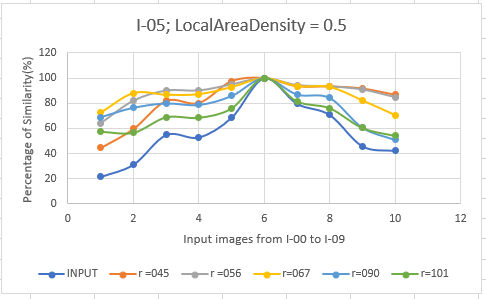 I-05; LocalAreaDensity = 0.5
Percentage of Similarity(%)
120
100
80
60
40
20
0
0 2 4 6 8 10 12
Input images from I-00 to I-09
INPUT r =045 r =056 r=067 r=090 r=101